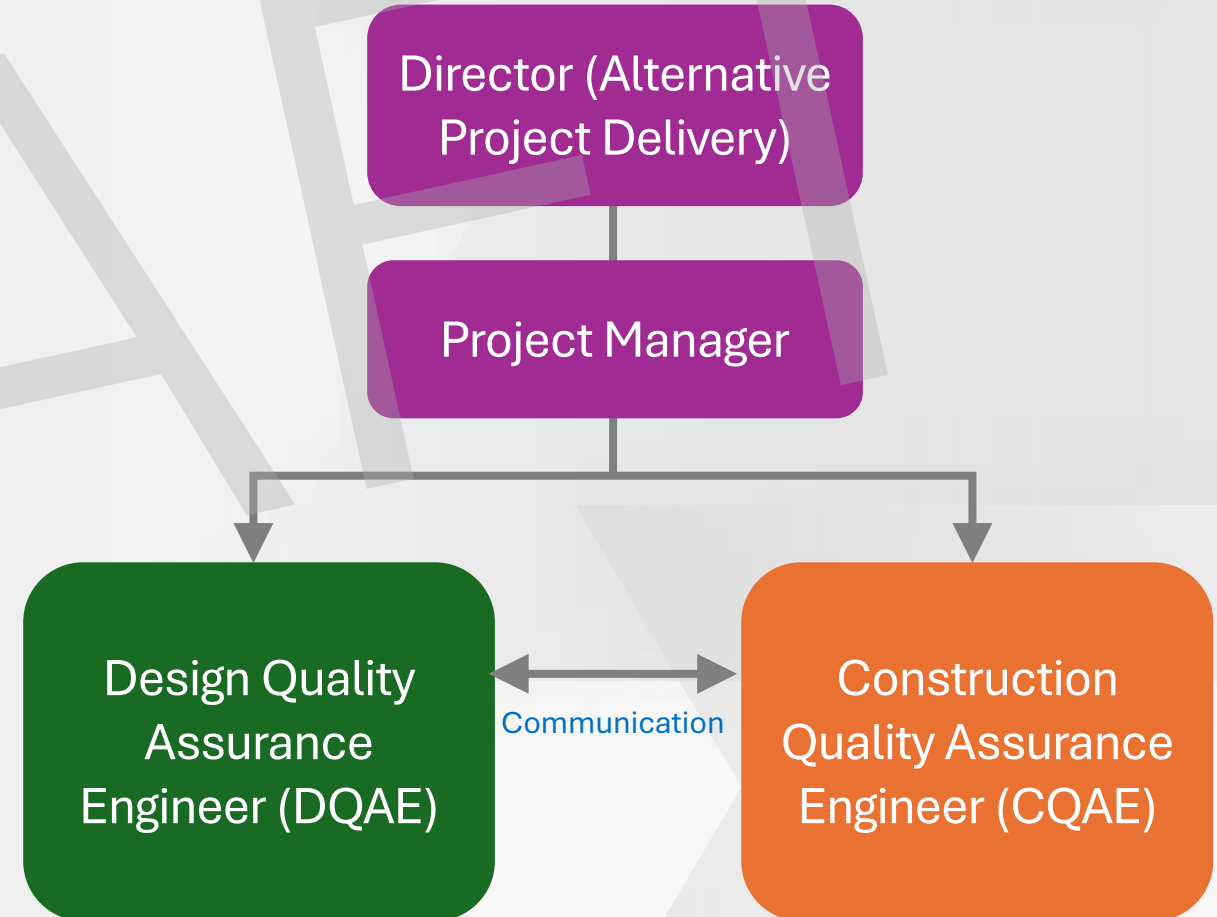 Director (Alternative
Project Delivery)
Project Manager
Design Quality
Assurance
Engineer (DQAE)
Communication
Construction
Quality Assurance
Engineer (CQAE)